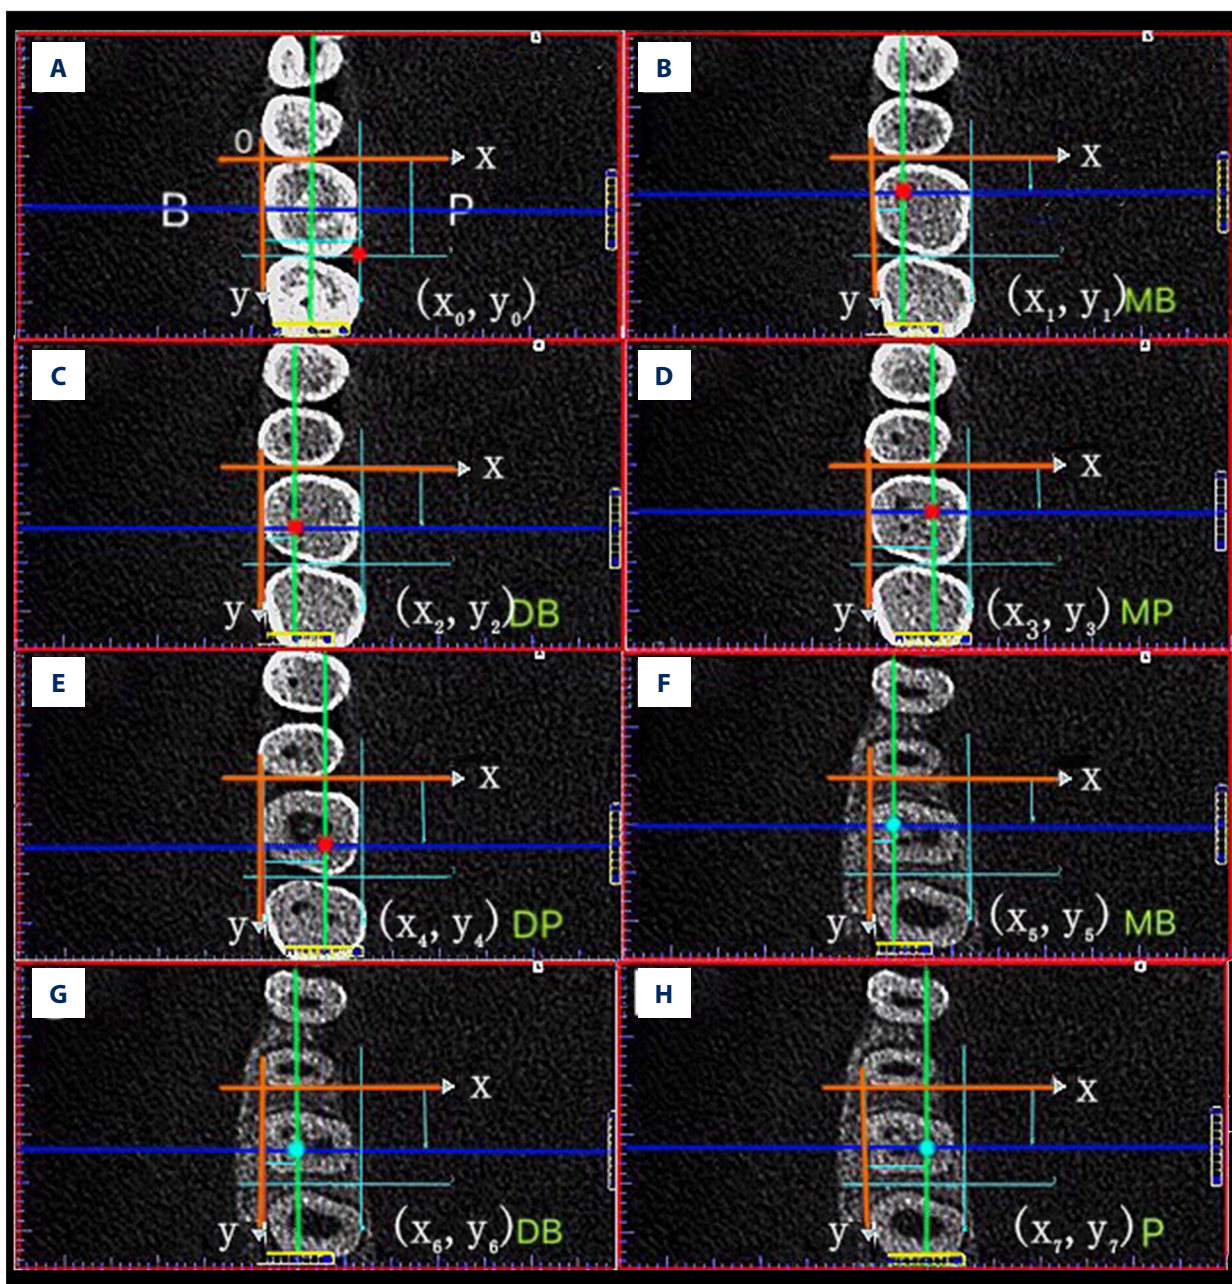 A
0
X
B
P
y
(x₀, y₀)
B
X
y
(x₁, y₁)MB
C
X
y
(x₂, y₂)DB
D
X
y
(x₃, y₃) MP
E
X
y
(x₄, y₄) DP
F
X
y
(x₅, y₅) MB
G
X
y
(x₆, y₆)DB
H
X
y
(x₇, y₇) P